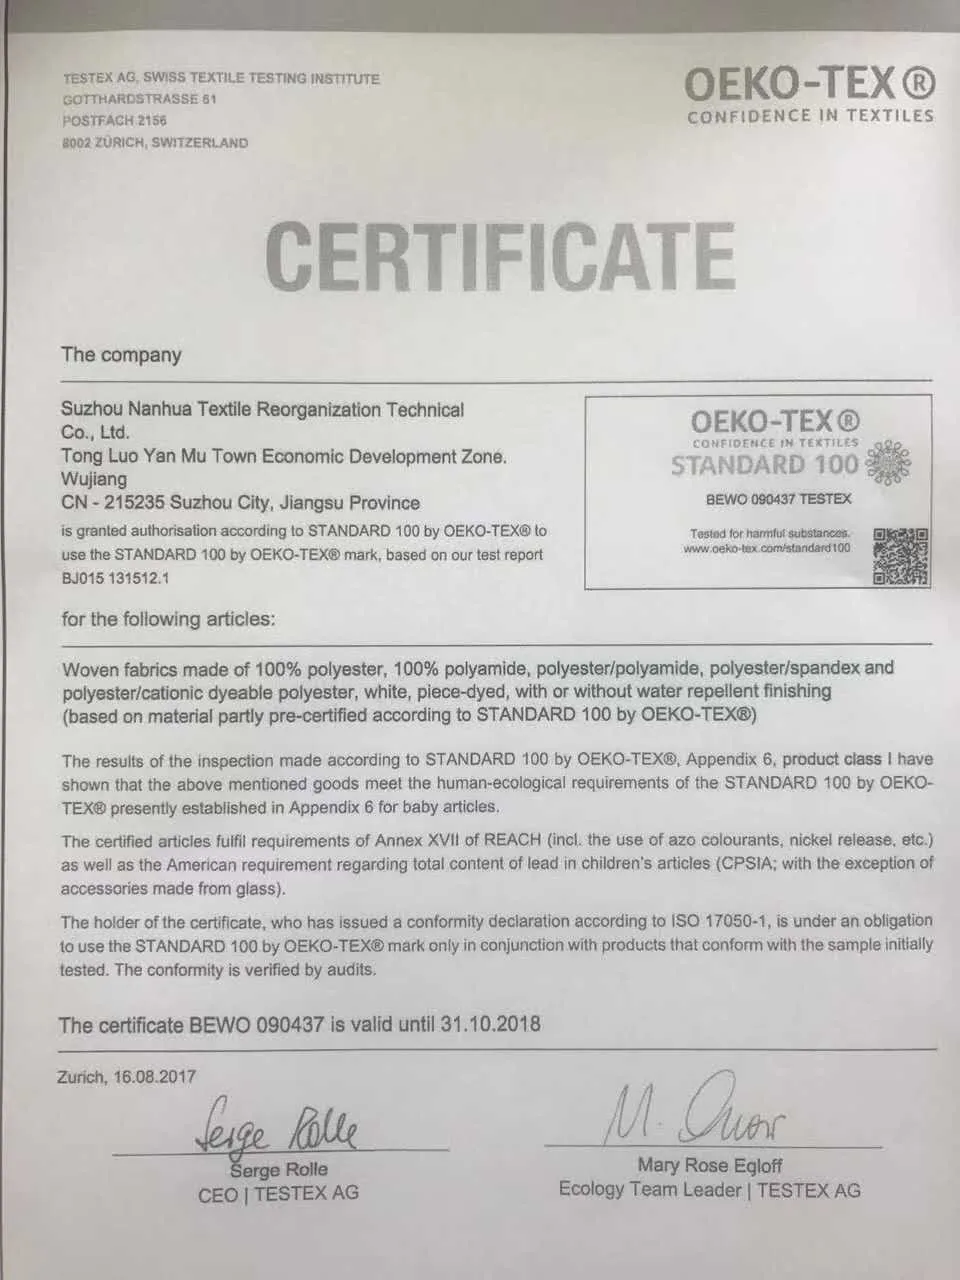 TESTEX AG, SWISS TEXTILE TESTING INSTITUTE
GOTTHARDSTRASSE 61
POSTFACH 2156
8002 ZÜRICH, SWITZERLAND
OEKO-TEX®
CONFIDENCE IN TEXTILES
CERTIFICATE
The company
Suzhou Nanhua Textile Reorganization Technical
Co., Ltd.
Tong Luo Yan Mu Town Economic Development Zone.
Wujiang
CN - 215235 Suzhou City, Jiangsu Province
is granted authorisation according to STANDARD 100 by OEKO-TEX® to
use the STANDARD 100 by OEKO-TEX® mark, based on our test report
BJ015 131512.1
OEKO-TEX®
CONFIDENCE IN TEXTILES
STANDARD 100
BEWO 090437 TESTEX
Tested for harmful substances.
www.oeko-tex.com/standard100
for the following articles:
Woven fabrics made of 100% polyester, 100% polyamide, polyester/polyamide, polyester/spandex and
polyester/cationic dyeable polyester, white, piece-dyed, with or without water repellent finishing
(based on material partly pre-certified according to STANDARD 100 by OEKO-TEX®)
The results of the inspection made according to STANDARD 100 by OEKO-TEX®, Appendix 6, product class I have
shown that the above mentioned goods meet the human-ecological requirements of the STANDARD 100 by OEKO-
TEX® presently established in Appendix 6 for baby articles.
The certified articles fulfil requirements of Annex XVII of REACH (incl. the use of azo colourants, nickel release, etc.)
as well as the American requirement regarding total content of lead in children's articles (CPSIA; with the exception of
accessories made from glass).
The holder of the certificate, who has issued a conformity declaration according to ISO 17050-1, is under an obligation
to use the STANDARD 100 by OEKO-TEX® mark only in conjunction with products that conform with the sample initially
tested. The conformity is verified by audits.
The certificate BEWO 090437 is valid until 31.10.2018
Zurich, 16.08.2017
Serge Rolle
Serge Rolle
CEO | TESTEX AG
M.
Mary Rose Egloff
Ecology Team Leader | TESTEX AG